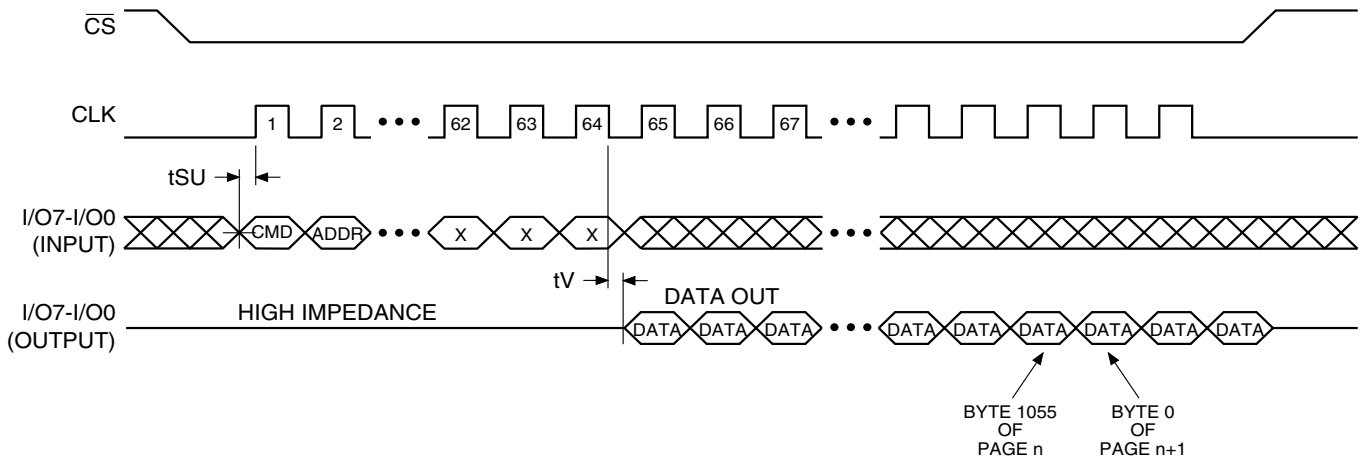 CS
CLK
1 2 ••• 62 63 64 65 66 67 •••
tSU
I/O7-I/O0
(INPUT)
CMD ADDR ••• X X X •••
tV
DATA OUT
I/O7-I/O0
(OUTPUT)
HIGH IMPEDANCE
DATA DATA DATA ••• DATA DATA DATA DATA DATA DATA
BYTE 1055
OF
PAGE n
BYTE 0
OF
PAGE n+1